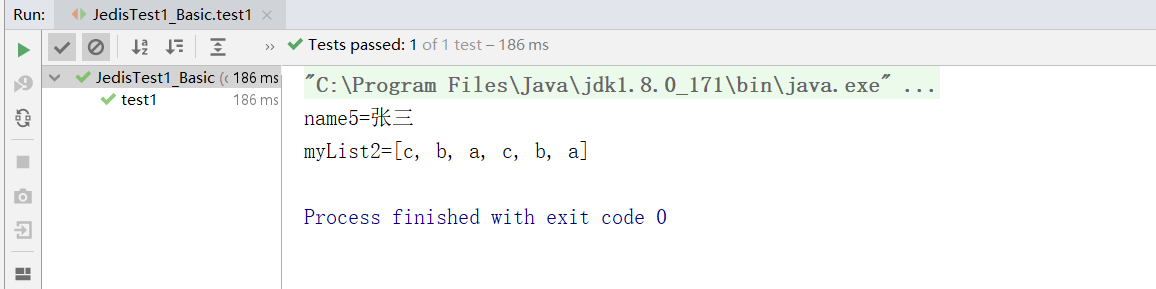 Run: JedisTest1_Basic.test1 ×
» Tests passed: 1 of 1 test – 186 ms
JedisTest1_Basic (c 186 ms
test1 186 ms
"C:\Program Files\Java\jdk1.8.0_171\bin\java.exe" ...
name5=张三
myList2=[c, b, a, c, b, a]
Process finished with exit code 0